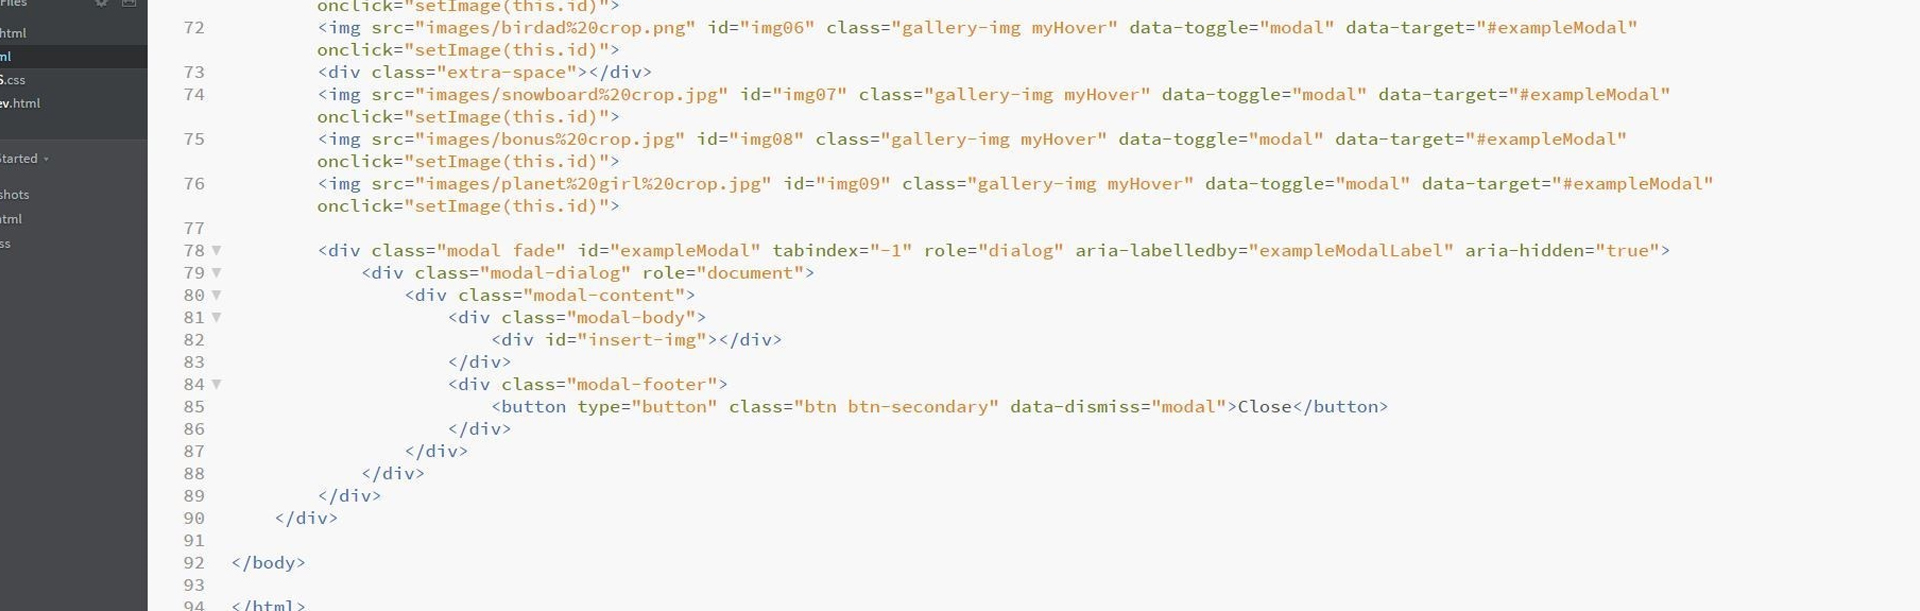 Files
onclick="setImage(this.id)">
72 <img src="images/birdad%20crop.png" id="img06" class="gallery-img myHover" data-toggle="modal" data-target="#exampleModal"
html
onclick="setImage(this.id)">
ml
73 <div class="extra-space"></div>
S.css
74 <img src="images/snowboard%20crop.jpg" id="img07" class="gallery-img myHover" data-toggle="modal" data-target="#exampleModal"
ev.html
onclick="setImage(this.id)">
75 <img src="images/bonus%20crop.jpg" id="img08" class="gallery-img myHover" data-toggle="modal" data-target="#exampleModal"
Started
onclick="setImage(this.id)">
76 <img src="images/planet%20girl%20crop.jpg" id="img09" class="gallery-img myHover" data-toggle="modal" data-target="#exampleModal"
shots
onclick="setImage(this.id)">
html
77
ss
78 <div class="modal fade" id="exampleModal" tabindex="-1" role="dialog" aria-labelledby="exampleModalLabel" aria-hidden="true">
79 <div class="modal-dialog" role="document">
80 <div class="modal-content">
81 <div class="modal-body">
82 <div id="insert-img"></div>
83 </div>
84 <div class="modal-footer">
85 <button type="button" class="btn btn-secondary" data-dismiss="modal">Close</button>
86 </div>
87 </div>
88 </div>
89 </div>
90 </div>
91
92 </body>
93
94 </html>